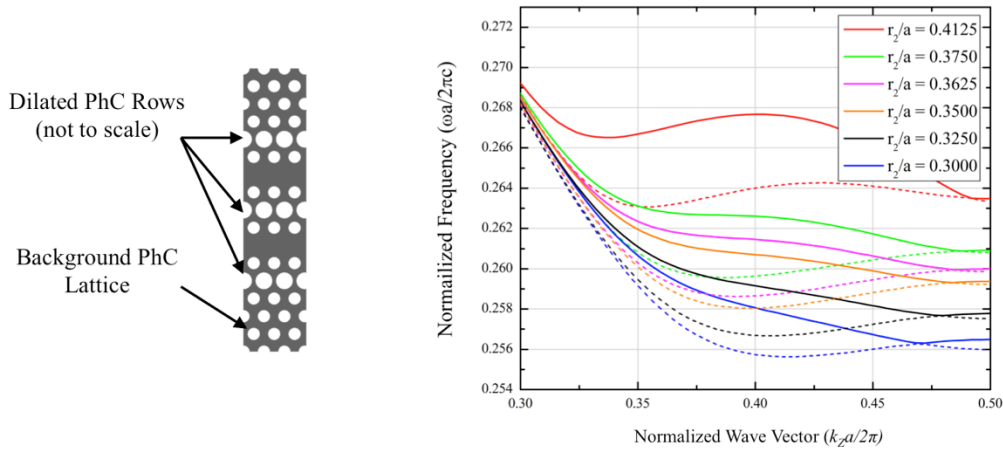 Dilated PhC Rows
(not to scale)
Background PhC
Lattice
Normalized Frequency (ωa/2πc)
0.272
0.270
0.268
0.266
0.264
0.262
0.260
0.258
0.256
0.254
r2/a = 0.4125
r2/a = 0.3750
r2/a = 0.3625
r2/a = 0.3500
r2/a = 0.3250
r2/a = 0.3000
0.30
0.35
0.40
0.45
0.50
Normalized Wave Vector (kZa/2π)